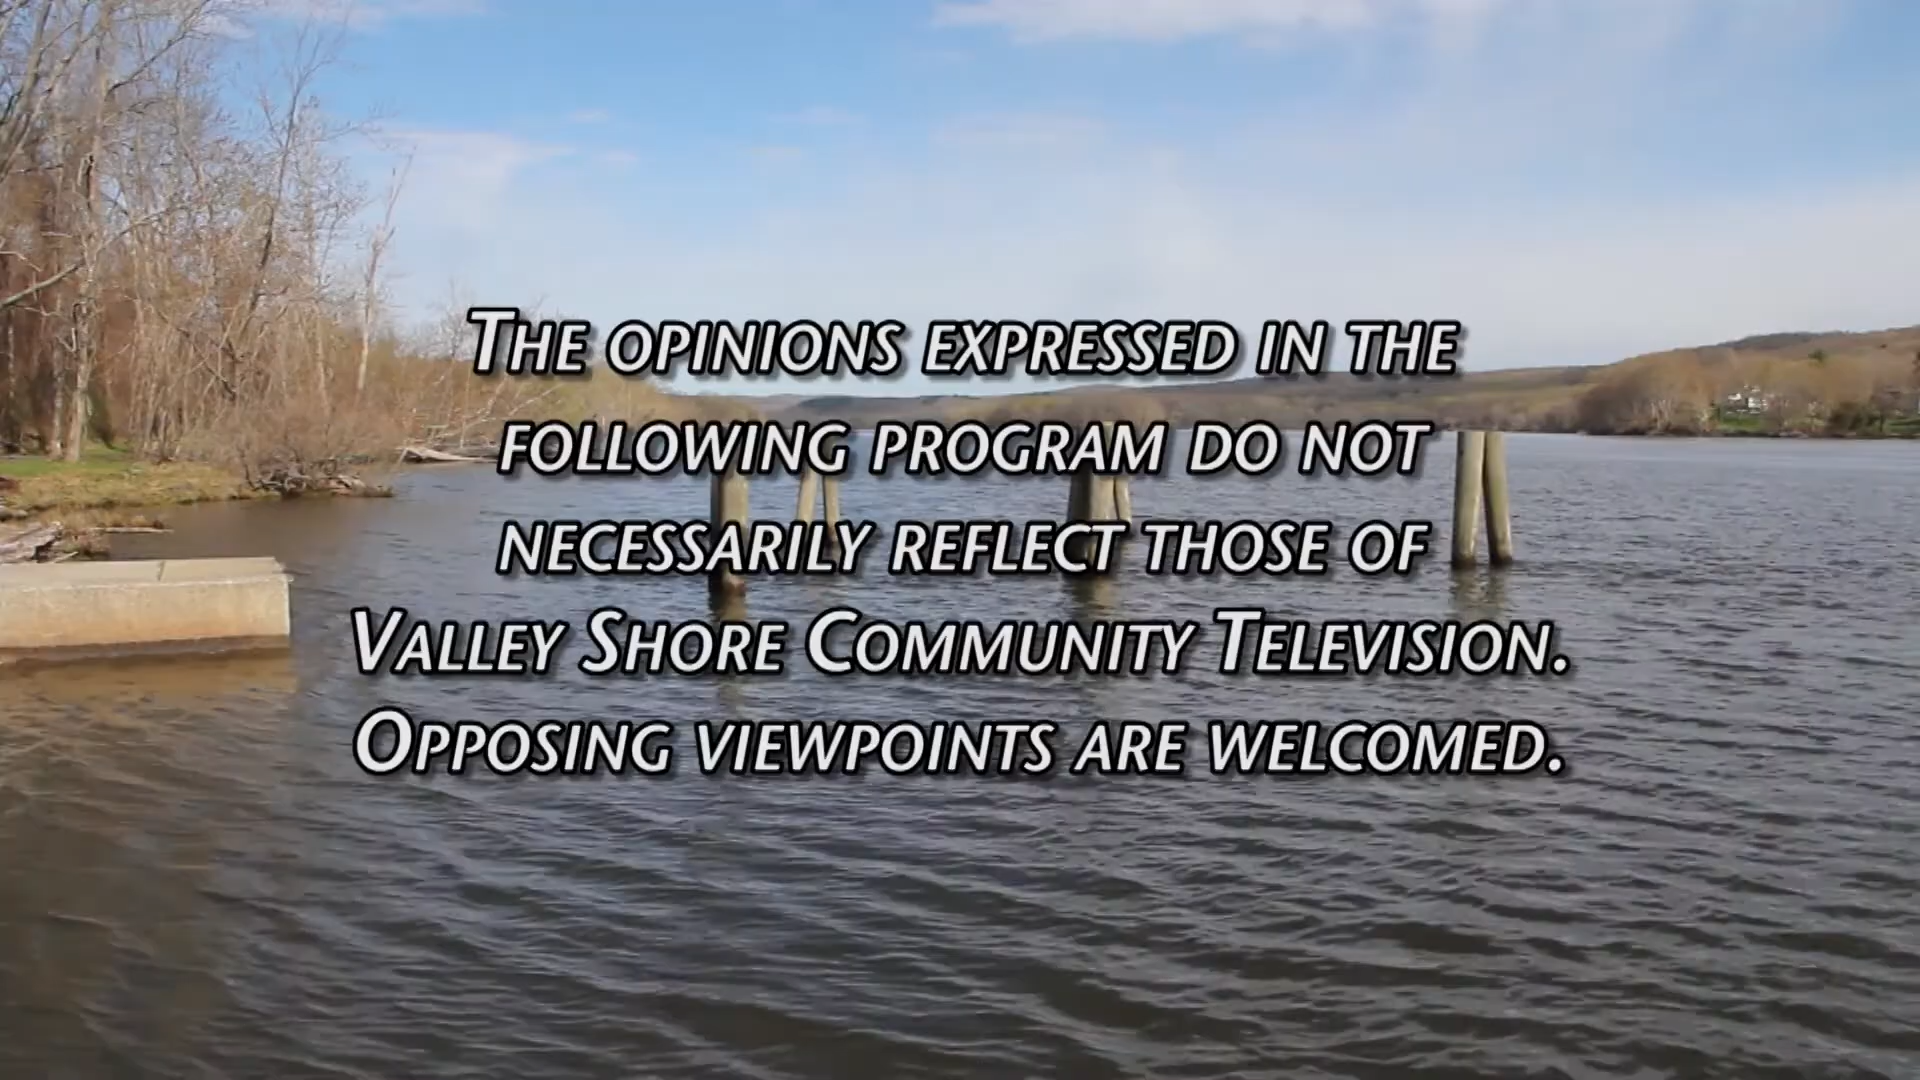 The opinions expressed in the
following program do not
necessarily reflect those of
Valley Shore Community Television.
Opposing viewpoints are welcomed.